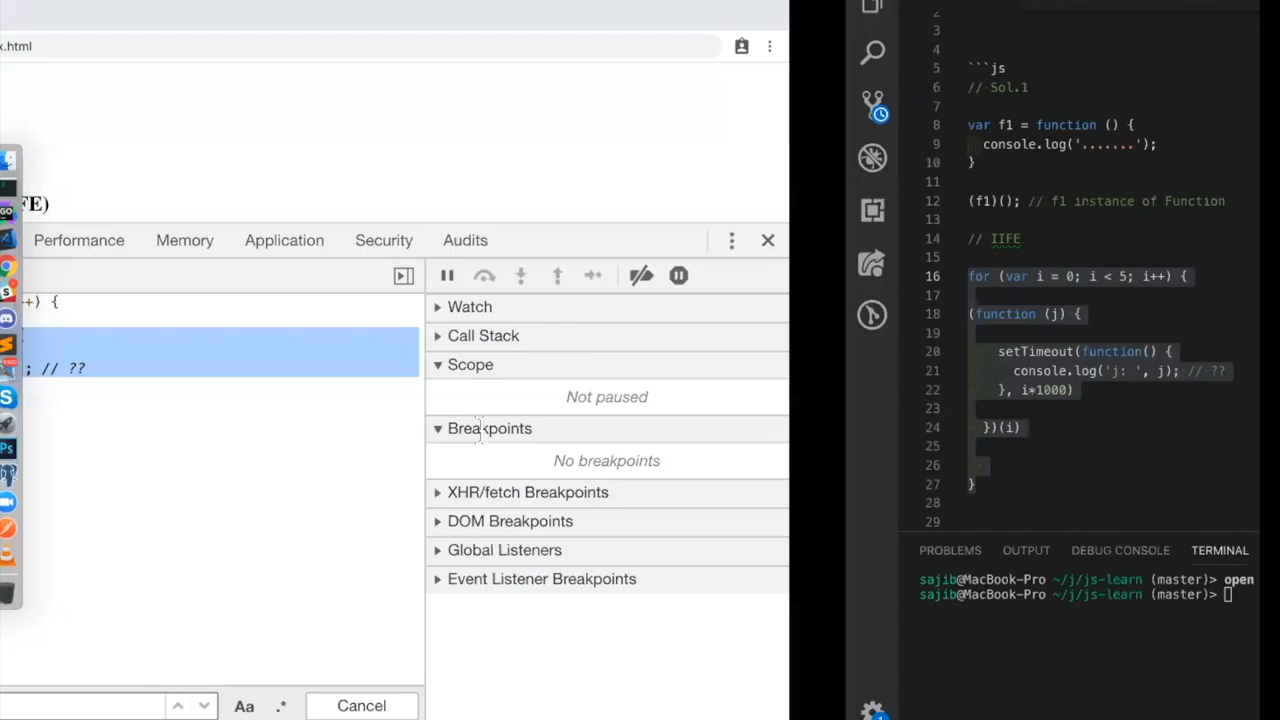 x.html
FE)
Performance Memory Application Security Audits
++) {
; // ??
Watch
Call Stack
Scope
Not paused
Breakpoints
No breakpoints
XHR/fetch Breakpoints
DOM Breakpoints
Global Listeners
Event Listener Breakpoints
Aa .* Cancel
2
3
4
5 ```js
6 // Sol.1
7
8 var f1 = function () {
9 console.log('.......');
10 }
11
12 (f1)(); // f1 instance of Function
13
14 // IIFE
15
16 for (var i = 0; i < 5; i++) {
17
18 (function (j) {
19
20 setTimeout(function() {
21 console.log('j: ', j); // ??
22 }, i*1000)
23
24 })(i)
25
26
27 }
28
29
PROBLEMS OUTPUT DEBUG CONSOLE TERMINAL
sajib@MacBook-Pro ~/j/js-learn (master)> open
sajib@MacBook-Pro ~/j/js-learn (master)>